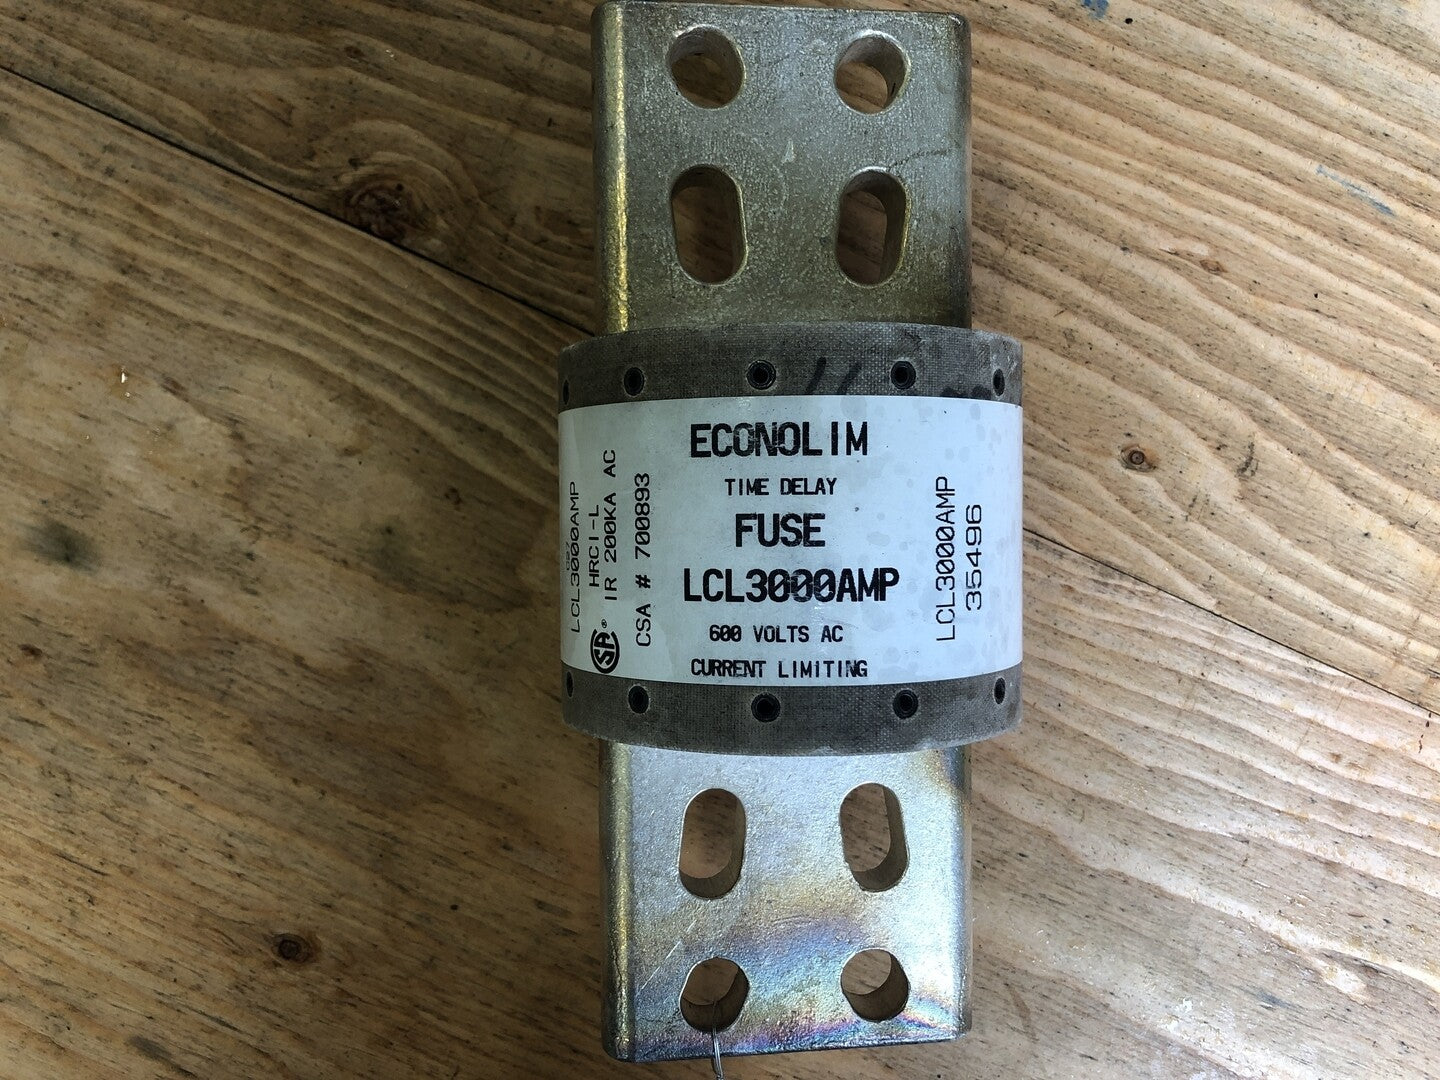 ECONOLIM
TIME DELAY
FUSE
LCL3000AMP
600 VOLTS AC
CURRENT LIMITING
LCL3000AMP
HRCI-L
IR 200KA AC
CSA # 700893
SA®
LCL3000AMP
35496